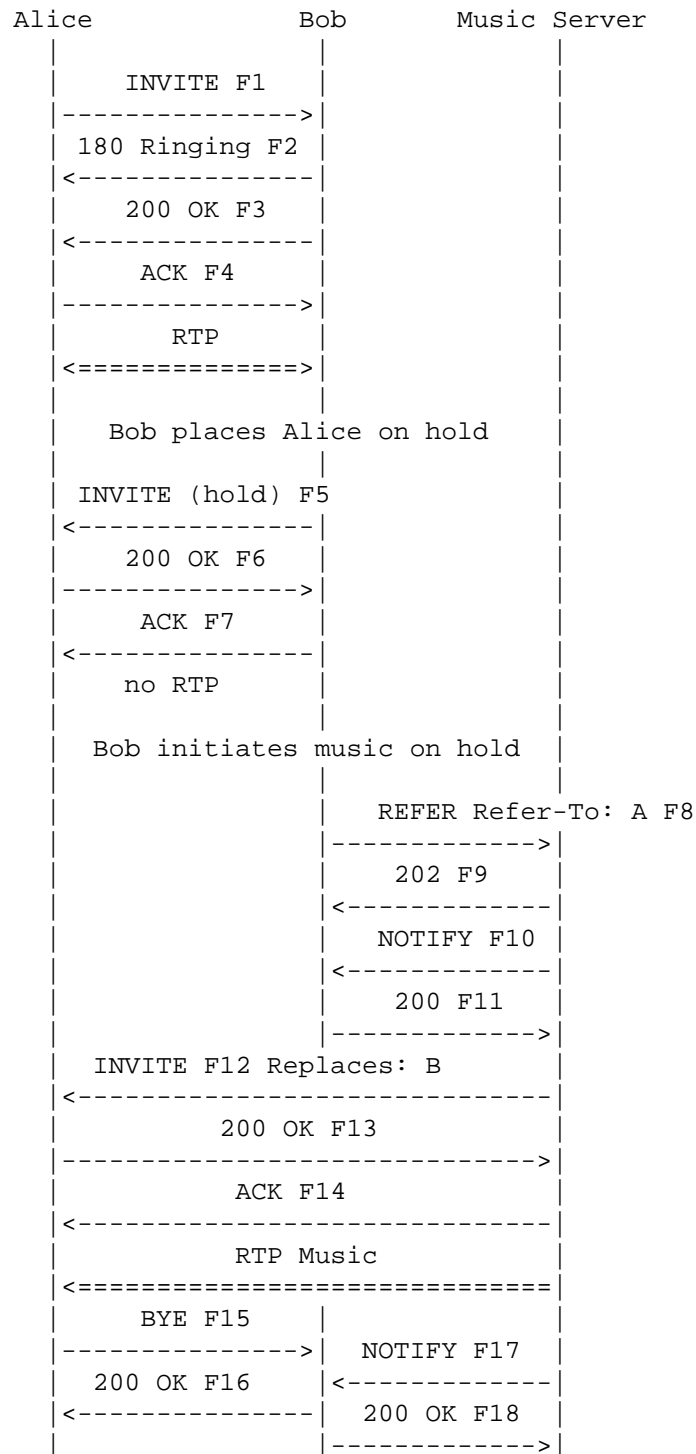 Alice Bob Music Server
INVITE F1
180 Ringing F2
200 OK F3
ACK F4
RTP
Bob places Alice on hold
INVITE (hold) F5
200 OK F6
ACK F7
no RTP
Bob initiates music on hold
REFER Refer-To: A F8
202 F9
NOTIFY F10
200 F11
INVITE F12 Replaces: B
200 OK F13
ACK F14
RTP Music
BYE F15
NOTIFY F17
200 OK F16
200 OK F18